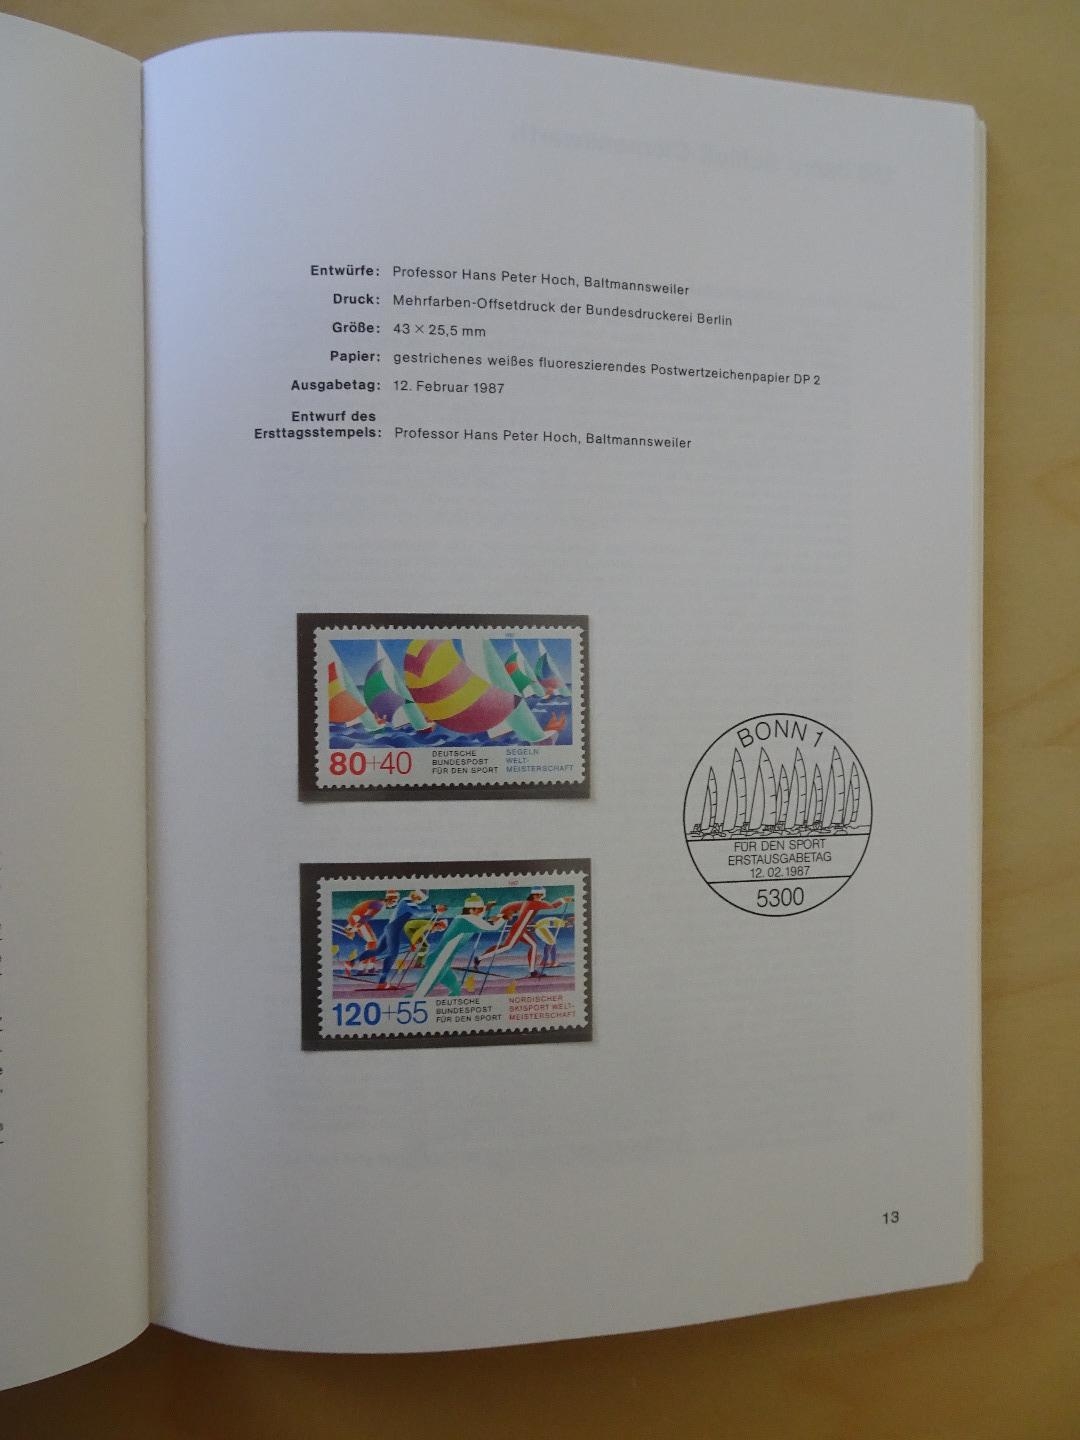 Entwürfe: Professor Hans Peter Hoch, Baltmannsweiler
Druck: Mehrfarben-Offsetdruck der Bundesdruckerei Berlin
Größe: 43 × 25,5 mm
Papier: gestrichenes weißes fluoreszierendes Postwertzeichenpapier DP 2
Ausgabetag: 12. Februar 1987
Entwurf des
Ersttagsstempels: Professor Hans Peter Hoch, Baltmannsweiler
1987
80+40
DEUTSCHE
BUNDESPOST
FÜR DEN SPORT
SEGELN
WELT-
MEISTERSCHAFT
BONN 1
FÜR DEN SPORT
ERSTAUSGABETAG
12.02.1987
5300
1987
120+55
DEUTSCHE
BUNDESPOST
FÜR DEN SPORT
NORDISCHER
SKISPORT WELT-
MEISTERSCHAFT
13